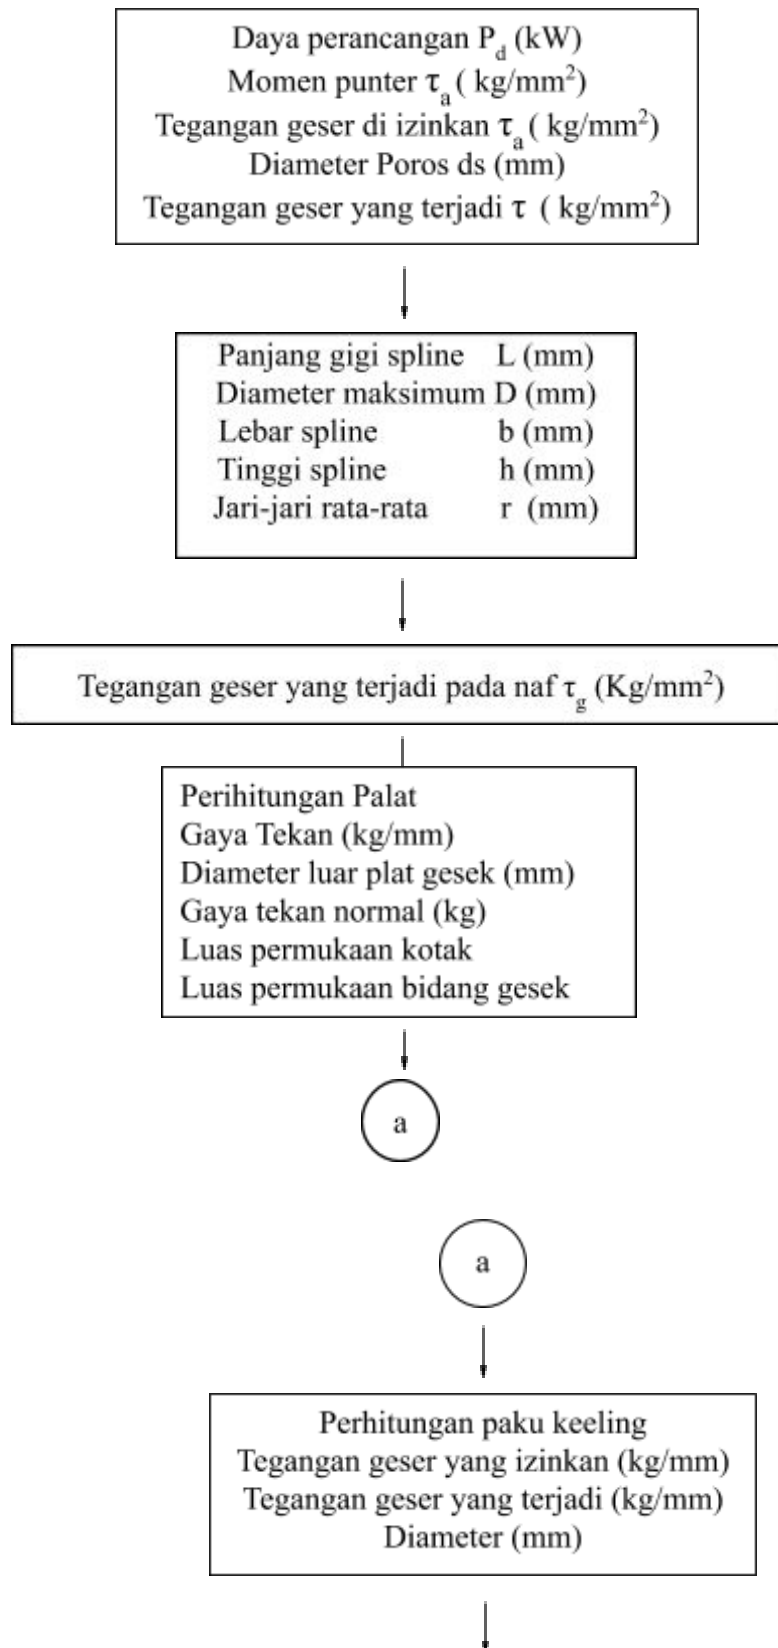 Daya perancangan P_d (kW)
Momen punter τ_a ( kg/mm²)
Tegangan geser di izinkan τ_a ( kg/mm²)
Diameter Poros ds (mm)
Tegangan geser yang terjadi τ ( kg/mm²)
Panjang gigi spline L (mm)
Diameter maksimum D (mm)
Lebar spline b (mm)
Tinggi spline h (mm)
Jari-jari rata-rata r (mm)
Tegangan geser yang terjadi pada naf τ_g (Kg/mm²)
Perihitungan Palat
Gaya Tekan (kg/mm)
Diameter luar plat gesek (mm)
Gaya tekan normal (kg)
Luas permukaan kotak
Luas permukaan bidang gesek
a
a
Perhitungan paku keeling
Tegangan geser yang izinkan (kg/mm)
Tegangan geser yang terjadi (kg/mm)
Diameter (mm)